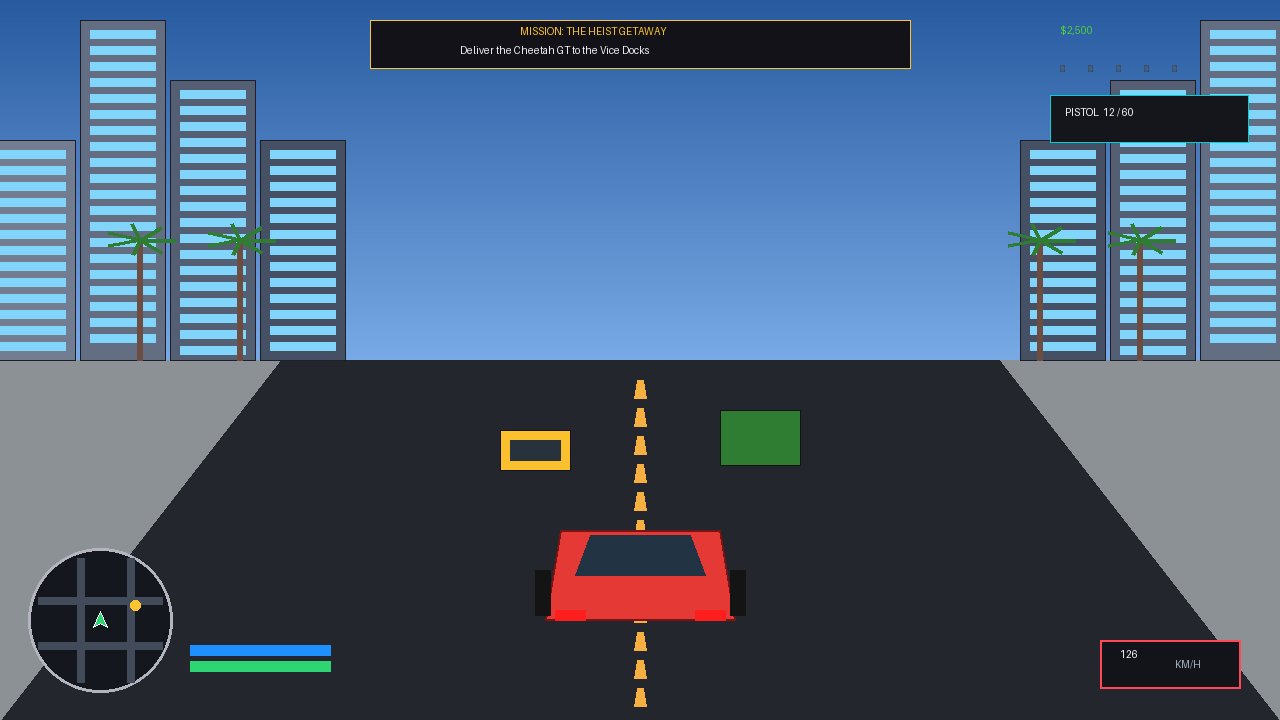 MISSION: THE HEIST GETAWAY
Deliver the Cheetah GT to the Vice Docks
$2,500
PISTOL 12 / 60
126
KM/H